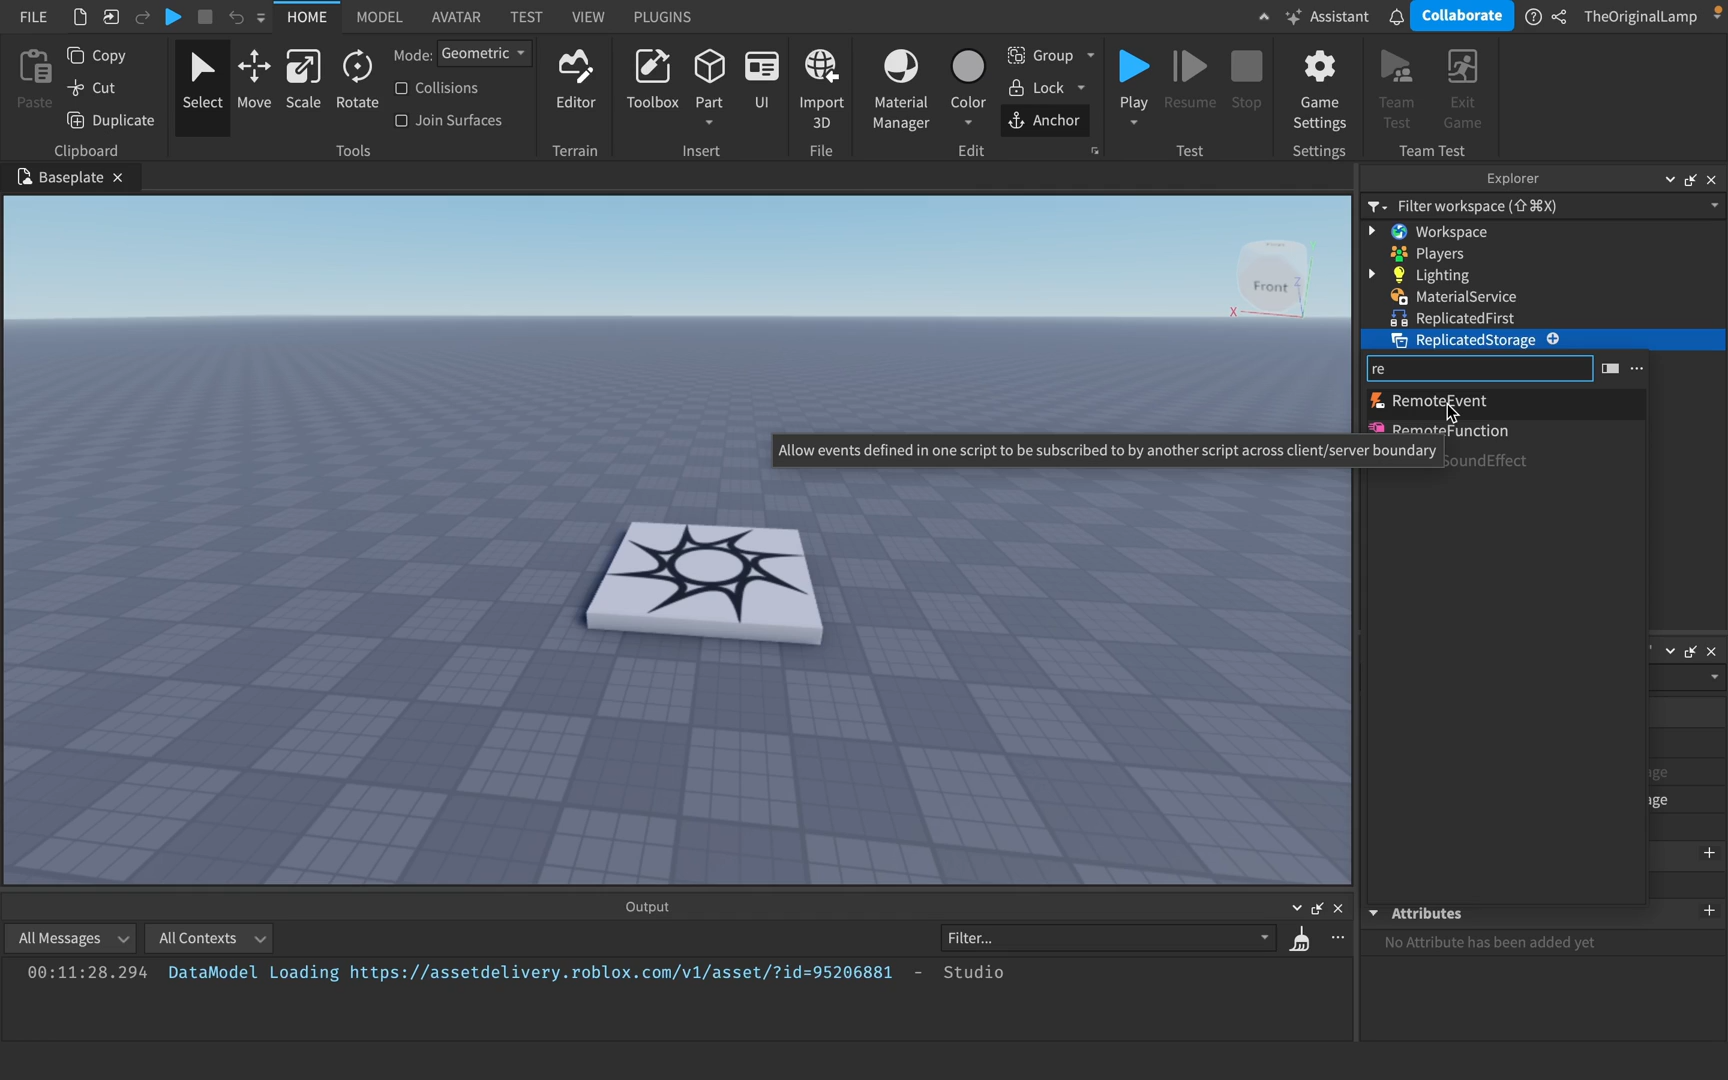 FILE HOME MODEL AVATAR TEST VIEW PLUGINS Assistant Collaborate TheOriginalLamp
Paste Copy Cut Duplicate
Clipboard
Select Move Scale Rotate
Mode: Geometric
Collisions
Join Surfaces
Tools
Editor
Terrain
Toolbox Part UI
Insert
Import 3D
File
Material Manager
Color
Group
Lock
Anchor
Edit
Play Resume Stop
Test
Game Settings
Settings
Team Test
Exit Game
Team Test
Baseplate
Front
X
Z
Explorer
Filter workspace (⇧⌘X)
Workspace
Players
Lighting
MaterialService
ReplicatedFirst
ReplicatedStorage
re
RemoteEvent
RemoteFunction
SoundEffect
Allow events defined in one script to be subscribed to by another script across client/server boundary
age
age
Attributes
No Attribute has been added yet
Output
All Messages All Contexts Filter...
00:11:28.294 DataModel Loading https://assetdelivery.roblox.com/v1/asset/?id=95206881 - Studio